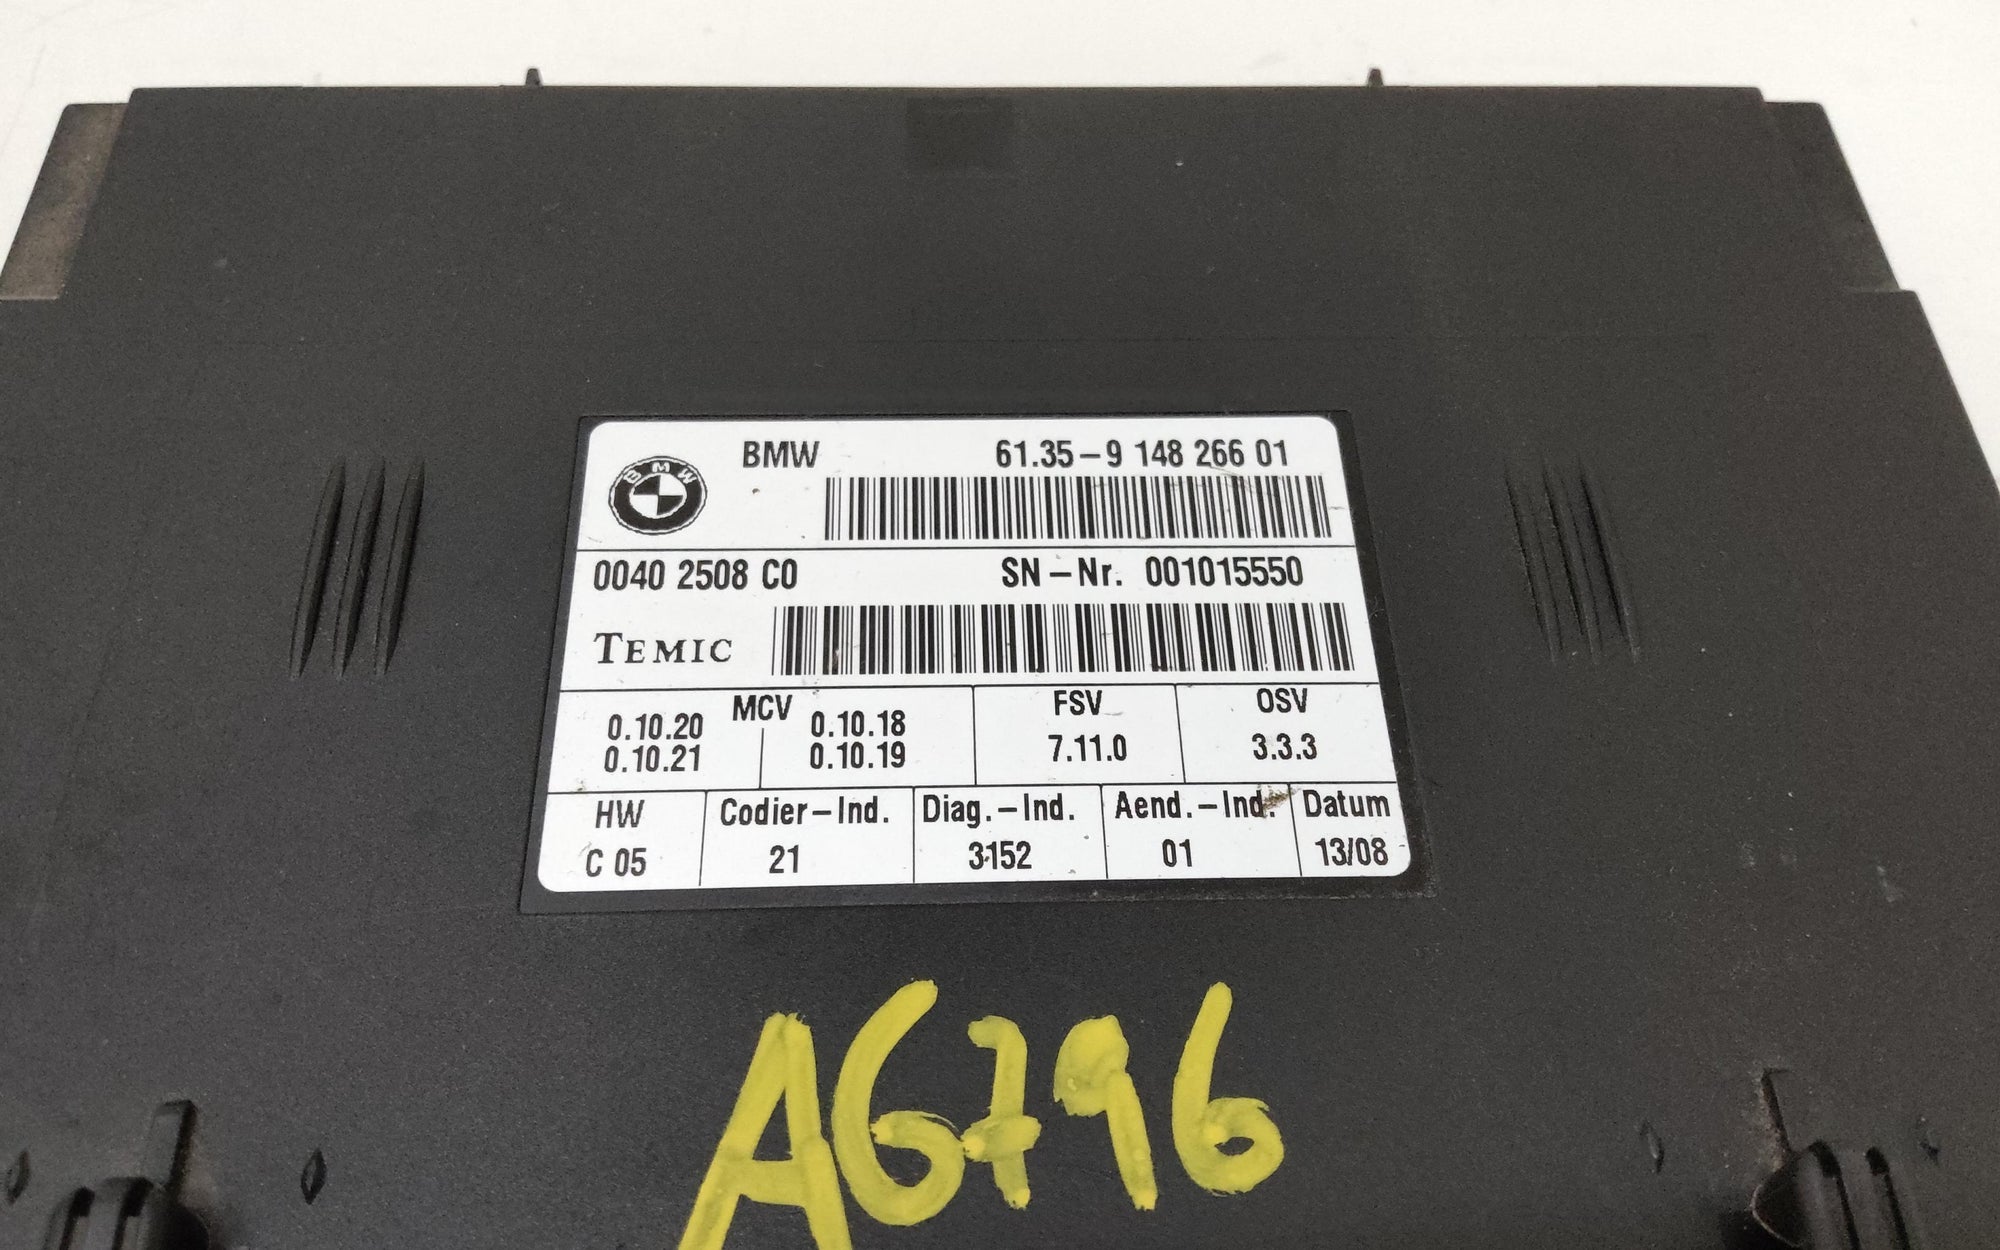 BMW
BMW 61.35-9 148 266 01
0040 2508 C0 SN-Nr. 001015550
TEMIC
MCV FSV OSV
0.10.20 0.10.18 7.11.0 3.3.3
0.10.21 0.10.19
HW Codier-Ind. Diag.-Ind. Aend.-Ind. Datum
C 05 21 3152 01 13/08
A6796